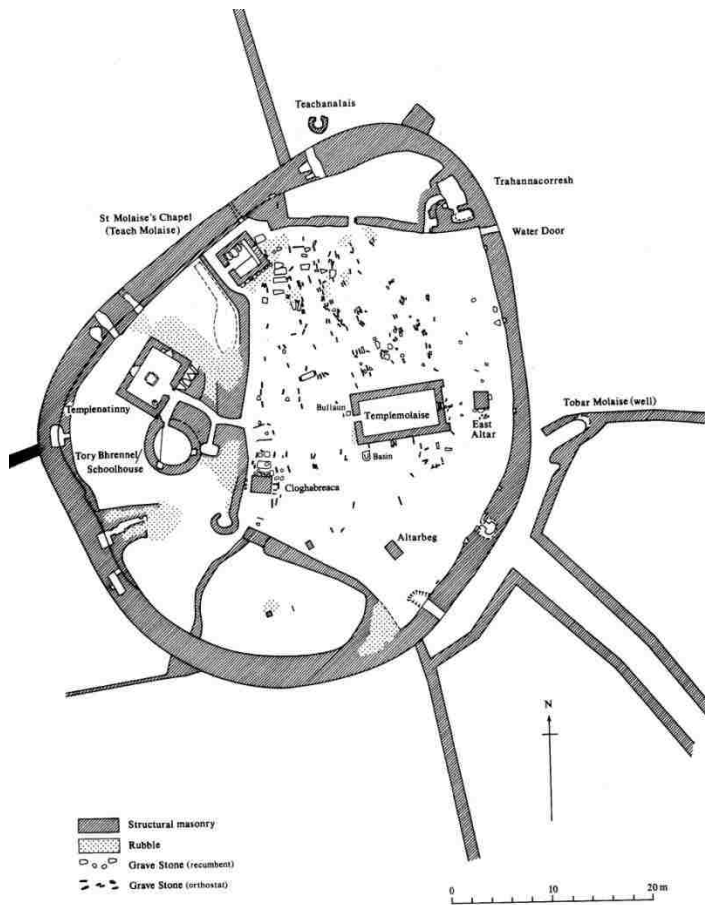 Teachanalais
Trahannacorresh
St Molaise's Chapel
(Teach Molaise)
Water Door
Templenatinny
Bullaun
Templemolaise
East
Altar
Tobar Molaise (well)
Tory Bhrennel/
Schoolhouse
Basin
Cloghabreaca
Altarbeg
N
Structural masonry
Rubble
Grave Stone (recumbent)
Grave Stone (orthostat)
0 10 20 m